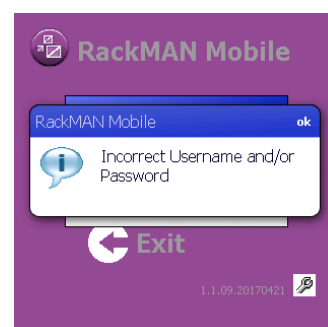 RackMAN Mobile
RackMAN Mobile ok
Incorrect Username and/or
Password
Exit
1.1.09.20170421